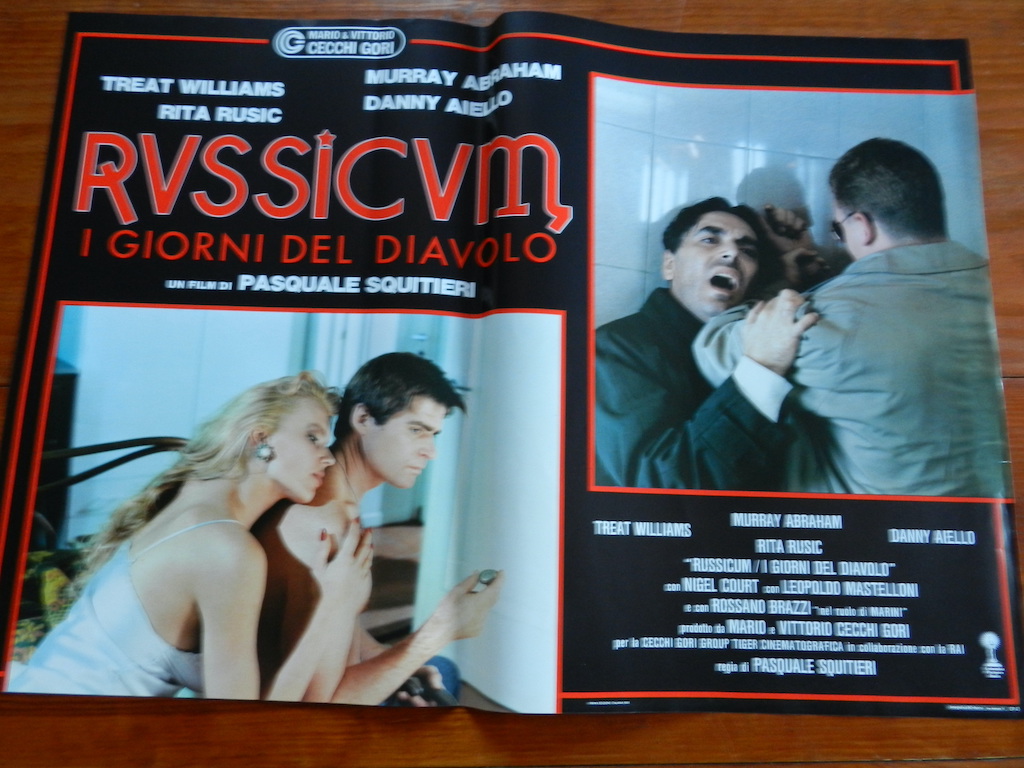 MARIO & VITTORIO
CECCHI GORI
TREAT WILLIAMS
MURRAY ABRAHAM
RITA RUSIC
DANNY AIELLO
RVSSICVM
I GIORNI DEL DIAVOLO
UN FILM DI PASQUALE SQUITIERI
TREAT WILLIAMS
MURRAY ABRAHAM
DANNY AIELLO
RITA RUSIC
"RUSSICUM / I GIORNI DEL DIAVOLO"
con NIGEL COURT con LEOPOLDO MASTELLONI
e con ROSSANO BRAZZI "nel ruolo di MARINI"
prodotto da MARIO e VITTORIO CECCHI GORI
per la CECCHI GORI GROUP TIGER CINEMATOGRAFICA in collaborazione con la RAI
regia di PASQUALE SQUITIERI